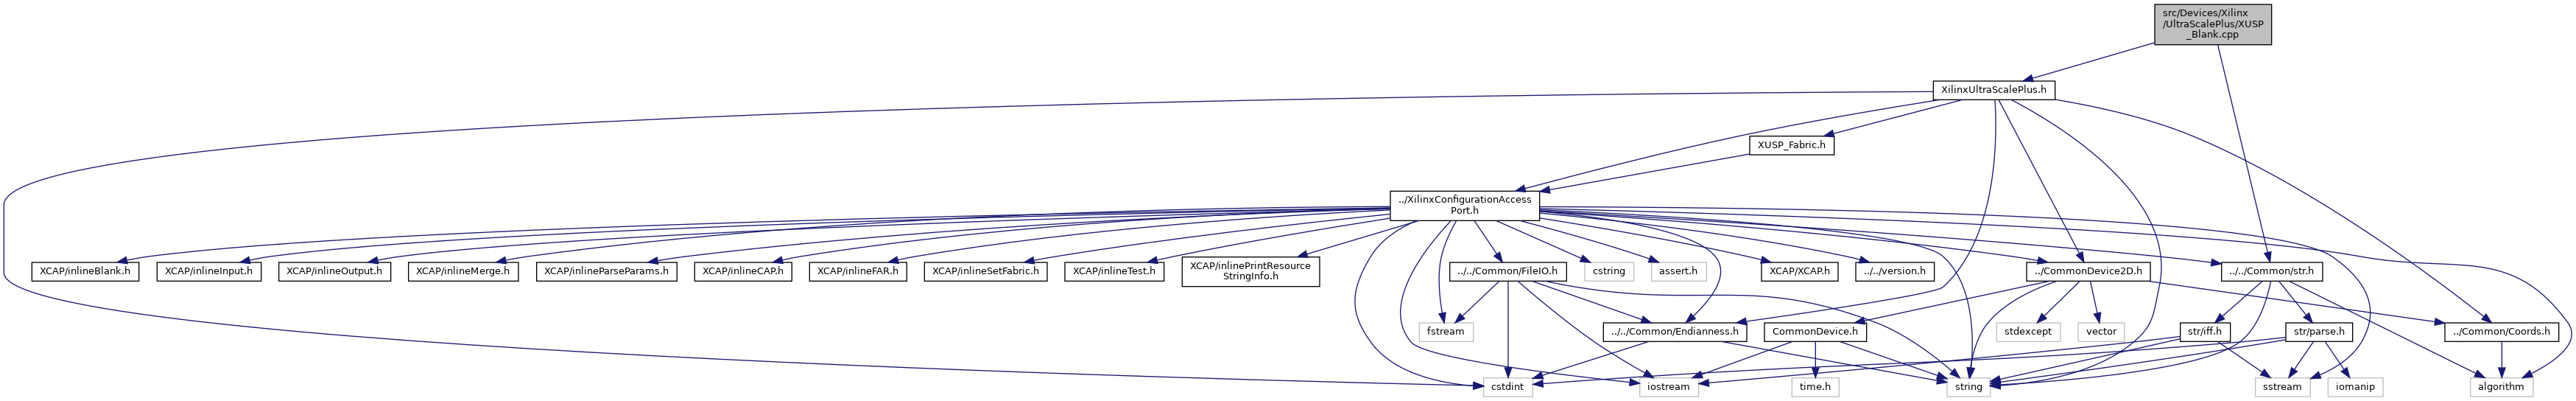 src/Devices/Xilinx
/UltraScalePlus/XUSP
_Blank.cpp
XilinxUltraScalePlus.h
XUSP_Fabric.h
../XilinxConfigurationAccess
Port.h
XCAP/inlineBlank.h
XCAP/inlineInput.h
XCAP/inlineOutput.h
XCAP/inlineMerge.h
XCAP/inlineParseParams.h
XCAP/inlineCAP.h
XCAP/inlineFAR.h
XCAP/inlineSetFabric.h
XCAP/inlineTest.h
XCAP/inlinePrintResource
StringInfo.h
../../Common/FileIO.h
cstring
assert.h
XCAP/XCAP.h
../../version.h
../CommonDevice2D.h
../../Common/str.h
fstream
../../Common/Endianness.h
CommonDevice.h
stdexcept
vector
str/iff.h
str/parse.h
../Common/Coords.h
cstdint
iostream
time.h
string
sstream
iomanip
algorithm